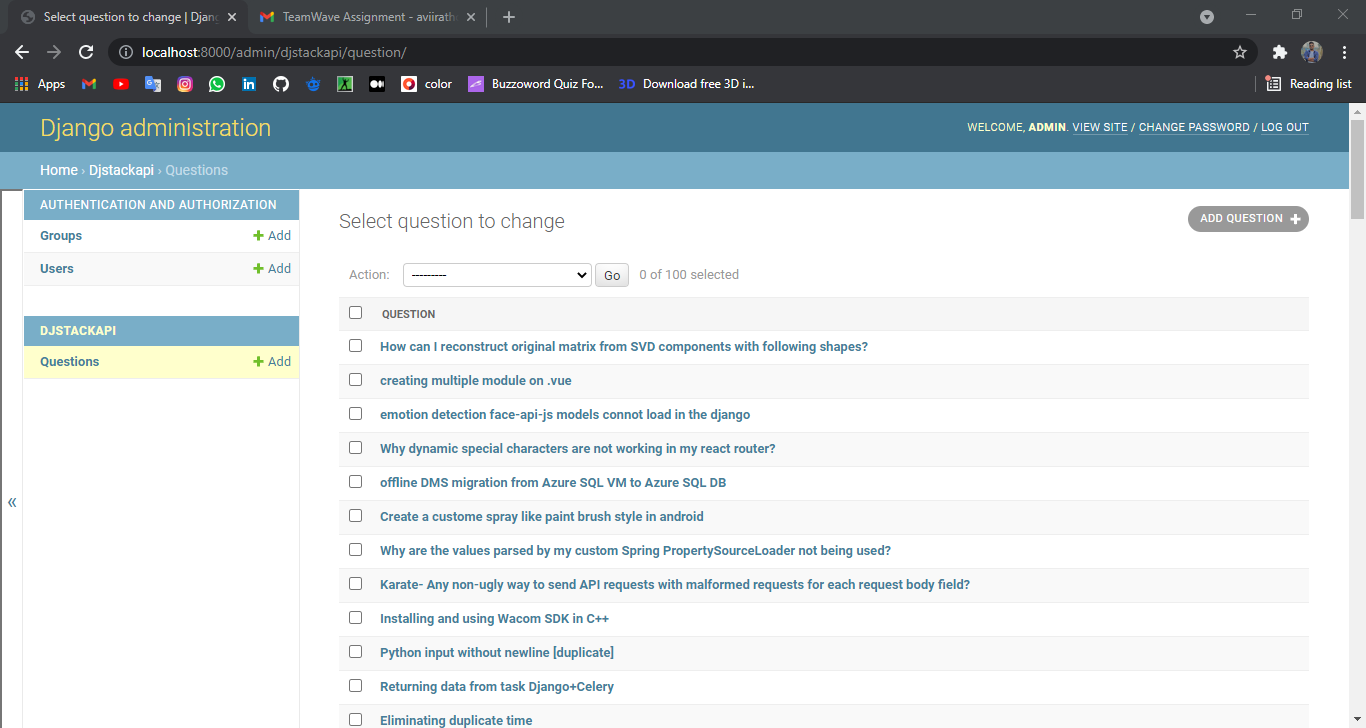 Select question to change | Djan
TeamWave Assignment - aviirath
localhost:8000/admin/djstackapi/question/
Apps
color
Buzzoword Quiz Fo...
3D Download free 3D i...
Reading list
Django administration
WELCOME, ADMIN. VIEW SITE / CHANGE PASSWORD / LOG OUT
Home › Djstackapi › Questions
AUTHENTICATION AND AUTHORIZATION
Groups + Add
Users + Add
DJSTACKAPI
Questions + Add
«
Select question to change
ADD QUESTION +
Action: --------- Go 0 of 100 selected
QUESTION
How can I reconstruct original matrix from SVD components with following shapes?
creating multiple module on .vue
emotion detection face-api-js models connot load in the django
Why dynamic special characters are not working in my react router?
offline DMS migration from Azure SQL VM to Azure SQL DB
Create a custome spray like paint brush style in android
Why are the values parsed by my custom Spring PropertySourceLoader not being used?
Karate- Any non-ugly way to send API requests with malformed requests for each request body field?
Installing and using Wacom SDK in C++
Python input without newline [duplicate]
Returning data from task Django+Celery
Eliminating duplicate time